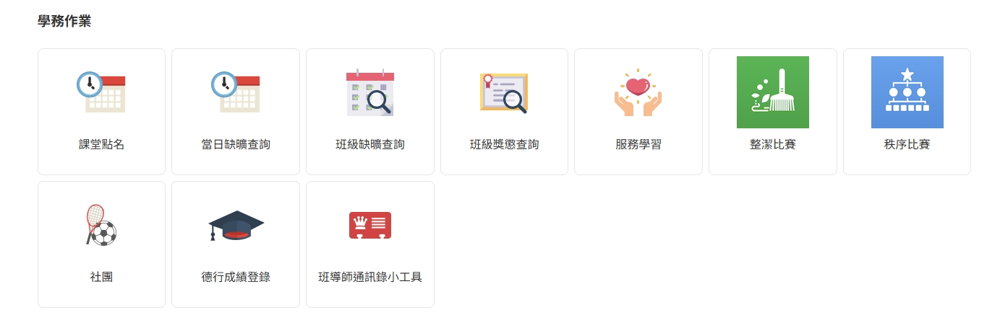 學務作業
課堂點名
當日缺曠查詢
班級缺曠查詢
班級獎懲查詢
服務學習
整潔比賽
秩序比賽
社團
德行成績登錄
班導師通訊錄小工具